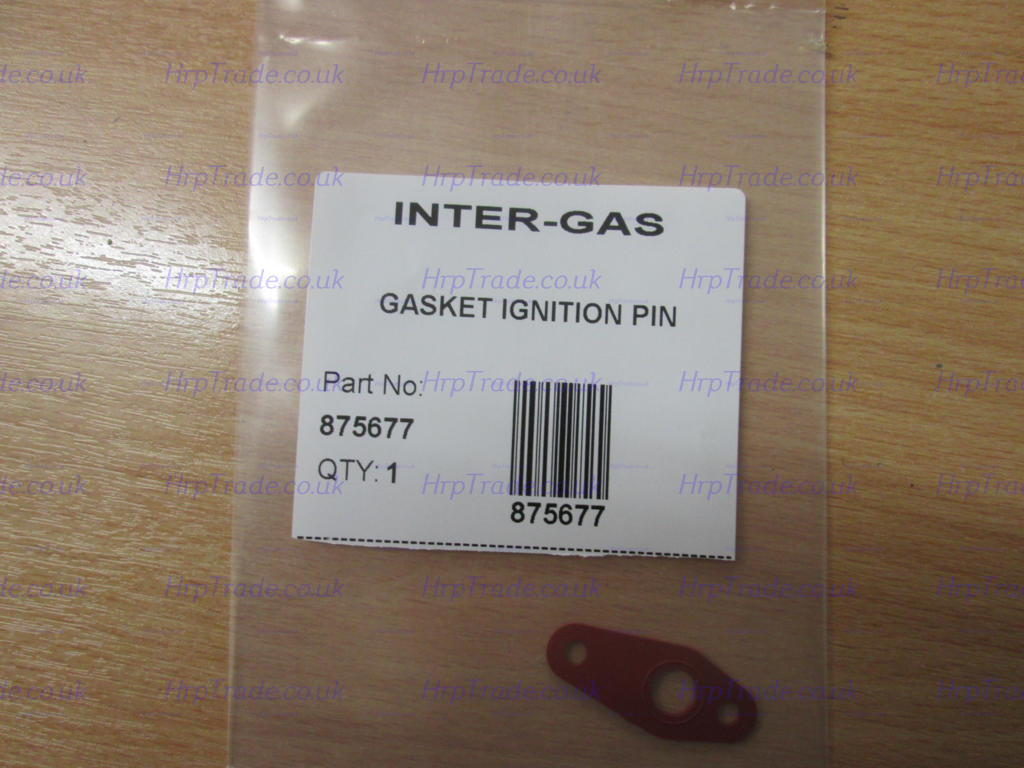 INTER-GAS
GASKET IGNITION PIN
Part No:
875677
QTY: 1
875677
HrpTrade.co.uk